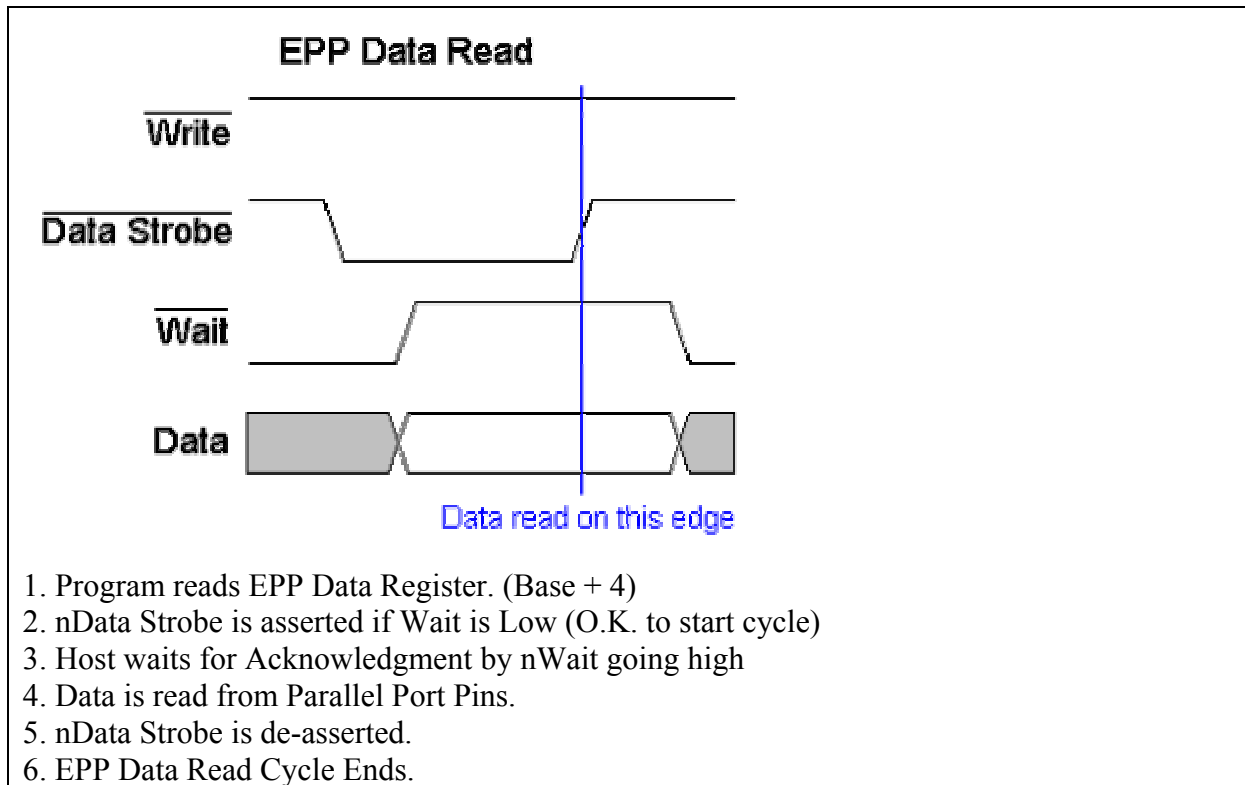 EPP Data Read
Write
Data Strobe
Wait
Data
Data read on this edge
1. Program reads EPP Data Register. (Base + 4)
2. nData Strobe is asserted if Wait is Low (O.K. to start cycle)
3. Host waits for Acknowledgment by nWait going high
4. Data is read from Parallel Port Pins.
5. nData Strobe is de-asserted.
6. EPP Data Read Cycle Ends.